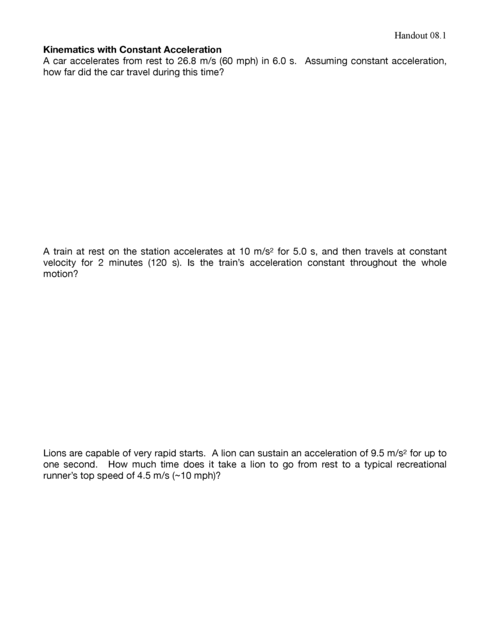 Handout 08.1
Kinematics with Constant Acceleration
A car accelerates from rest to 26.8 m/s (60 mph) in 6.0 s.  Assuming constant acceleration,
how far did the car travel during this time?
A train at rest on the station accelerates at 10 m/s² for 5.0 s, and then travels at constant
velocity for 2 minutes (120 s). Is the train's acceleration constant throughout the whole
motion?
Lions are capable of very rapid starts.  A lion can sustain an acceleration of 9.5 m/s² for up to
one second.  How much time does it take a lion to go from rest to a typical recreational
runner's top speed of 4.5 m/s (~10 mph)?